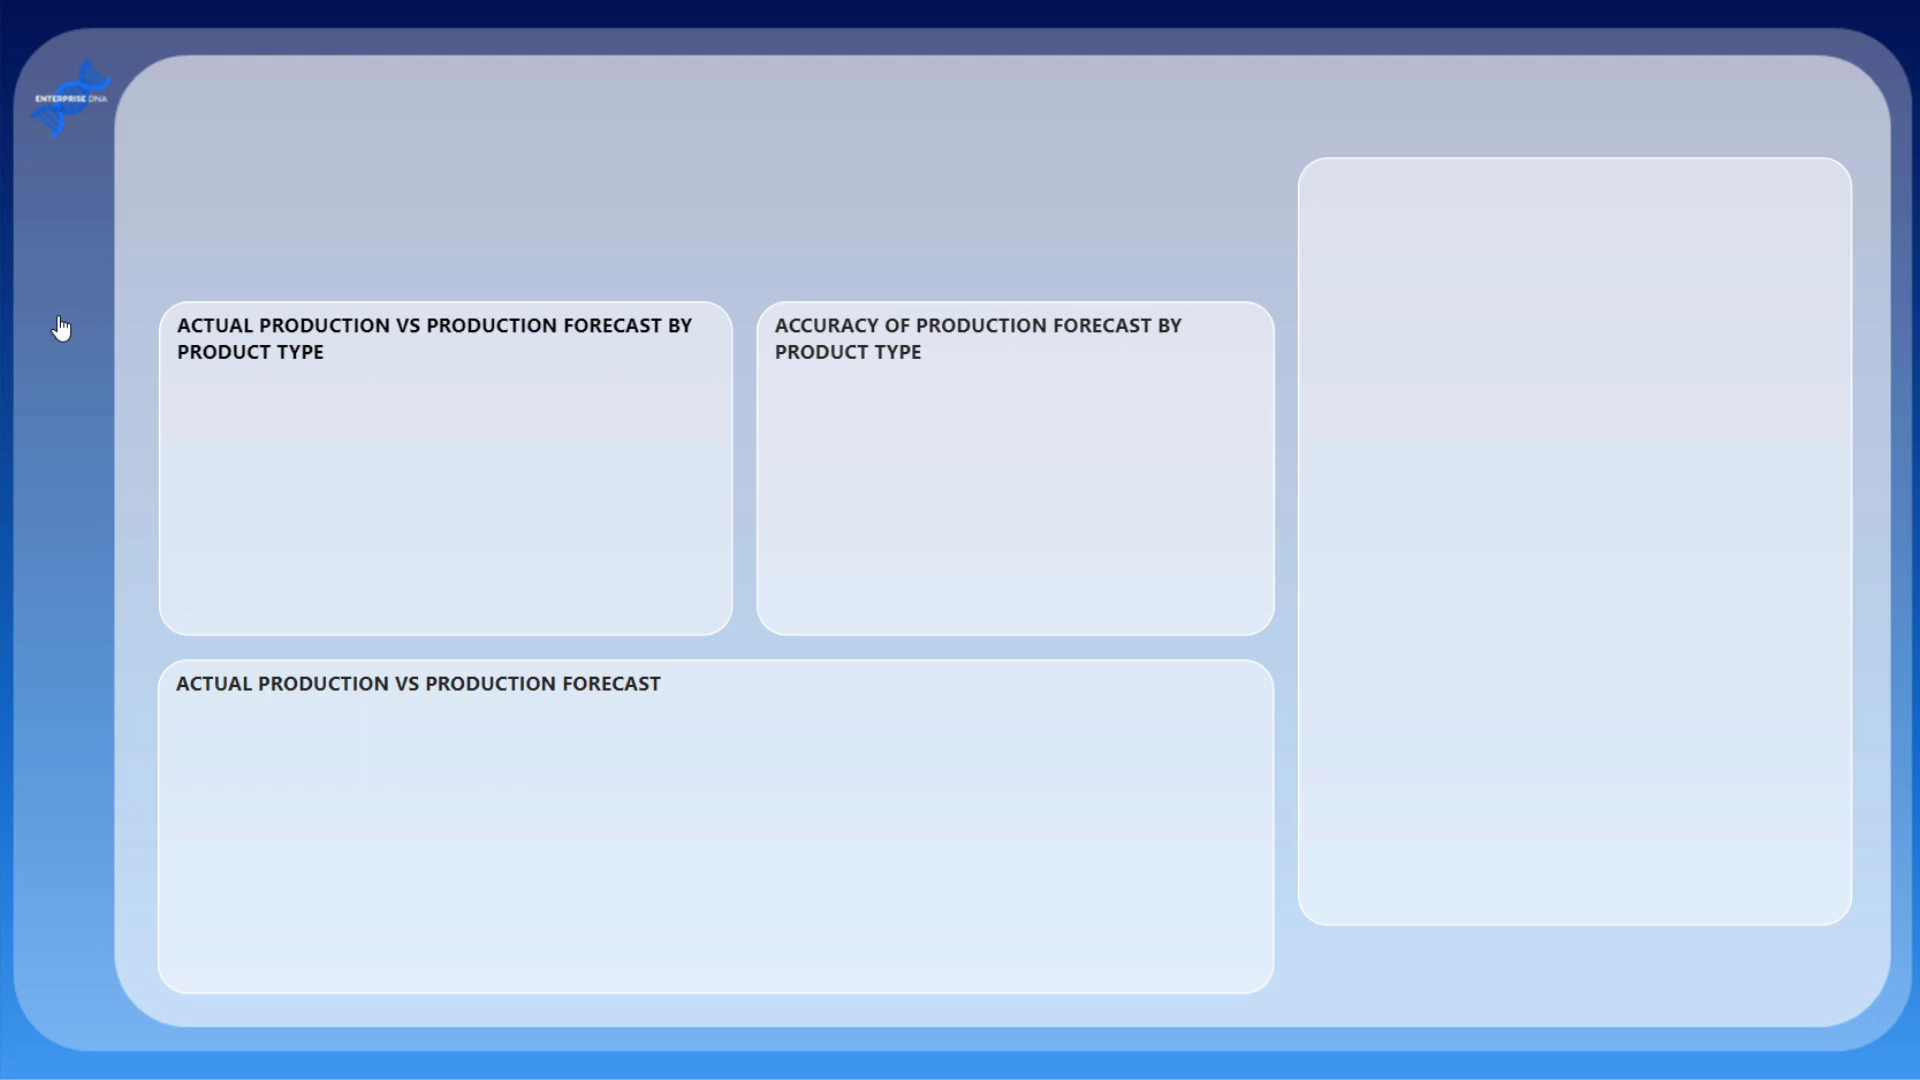 ENTERPRISE DNA
ACTUAL PRODUCTION VS PRODUCTION FORECAST BY
PRODUCT TYPE
ACCURACY OF PRODUCTION FORECAST BY
PRODUCT TYPE
ACTUAL PRODUCTION VS PRODUCTION FORECAST